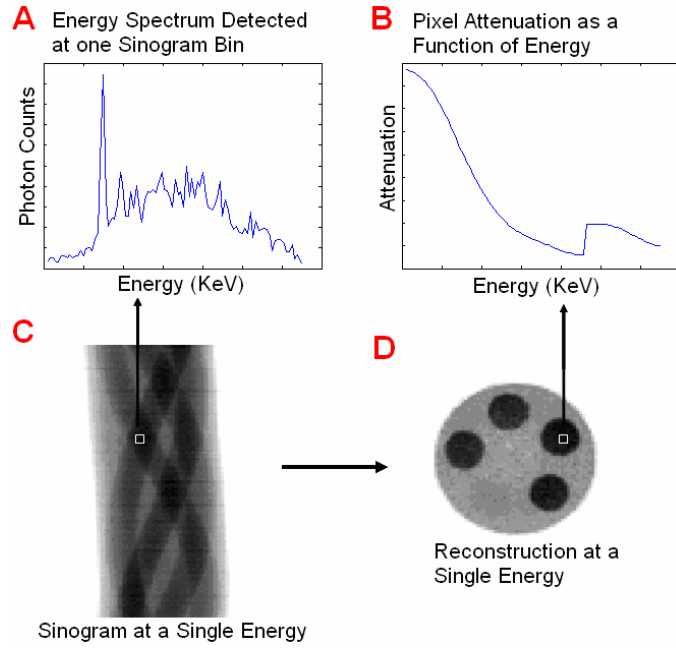 A
Energy Spectrum Detected
at one Sinogram Bin
Photon Counts
Energy (KeV)
B
Pixel Attenuation as a
Function of Energy
Attenuation
Energy (KeV)
C
Sinogram at a Single Energy
D
Reconstruction at a
Single Energy